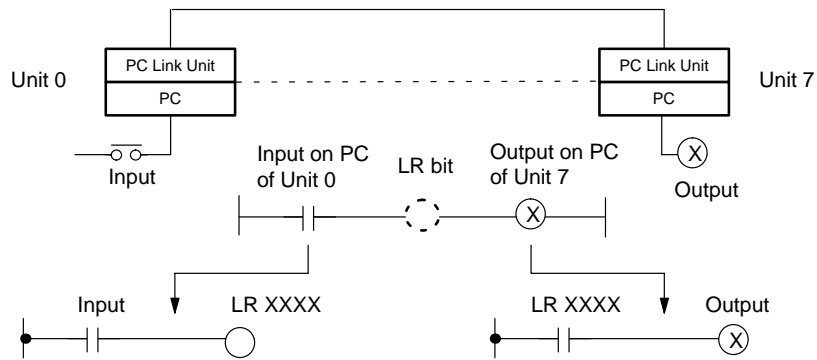 PC Link Unit
PC Link Unit
Unit 0
Unit 7
PC
PC
Input
X
Output
Input on PC
of Unit 0
LR bit
Output on PC
of Unit 7
X
Input
LR XXXX
LR XXXX
Output
X